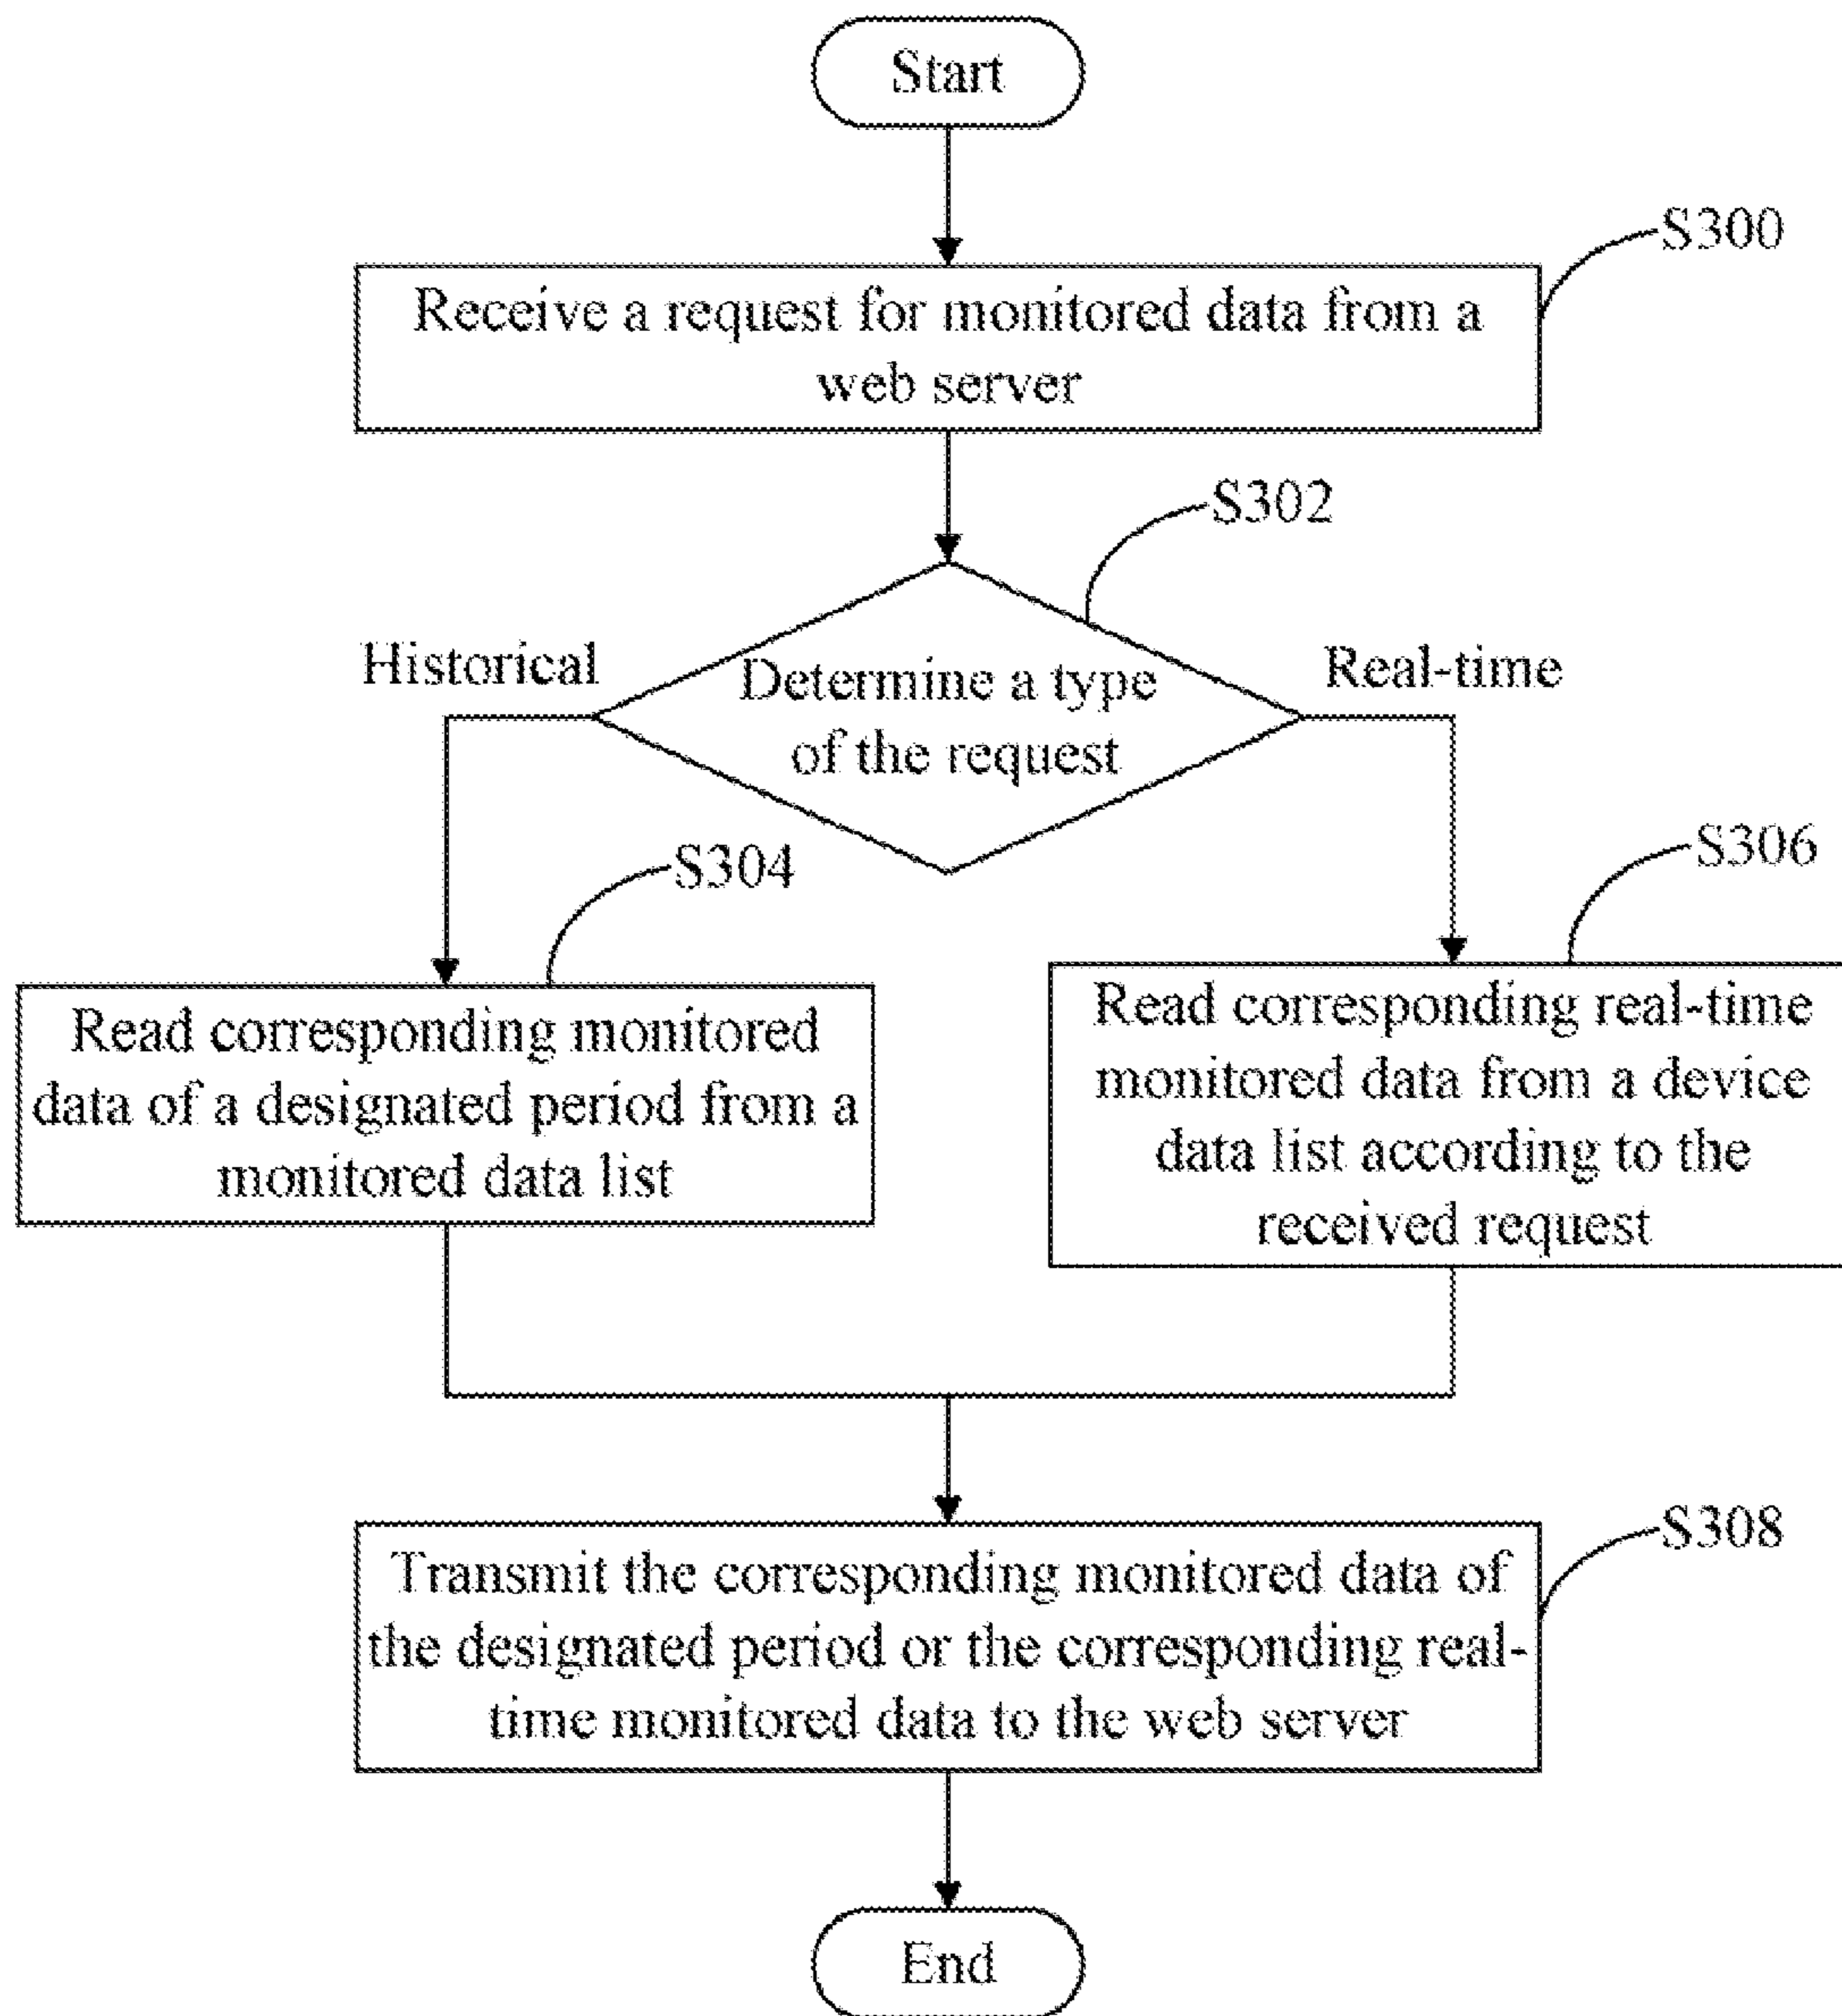 Start
S300
Receive a request for monitored data from a
web server
S302
Historical
Real-time
Determine a type
of the request
S304
S306
Read corresponding monitored
data of a designated period from a
monitored data list
Read corresponding real-time
monitored data from a device
data list according to the
received request
S308
Transmit the corresponding monitored data of
the designated period or the corresponding real-
time monitored data to the web server
End